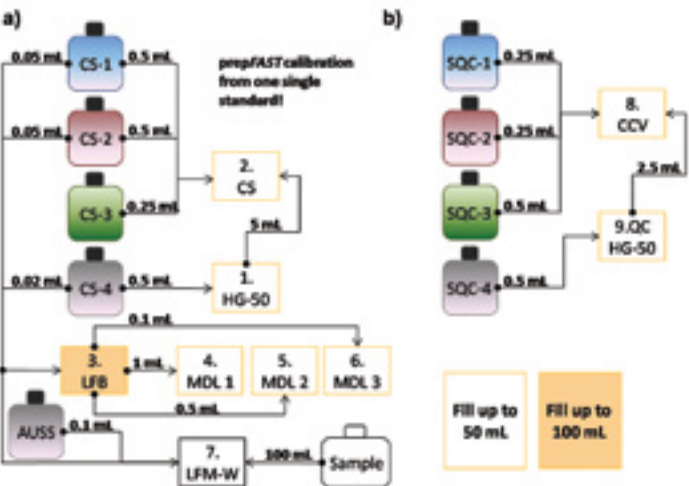 a)
0.05 mL
CS-1
0.5 mL
prepFAST calibration
from one single
standard!
0.05 mL
CS-2
0.5 mL
2.
CS
CS-3
0.25 mL
5 mL
0.02 mL
CS-4
0.5 mL
1.
HG-50
0.1 mL
3.
LFB
1 mL
4.
MDL 1
5.
MDL 2
6.
MDL 3
0.5 mL
AUSS
0.1 mL
7.
LFM-W
100 mL
Sample
b)
SQC-1
0.25 mL
SQC-2
0.25 mL
8.
CCV
2.5 mL
SQC-3
0.5 mL
9.QC
HG-50
SQC-4
0.5 mL
Fill up to
50 mL
Fill up to
100 mL